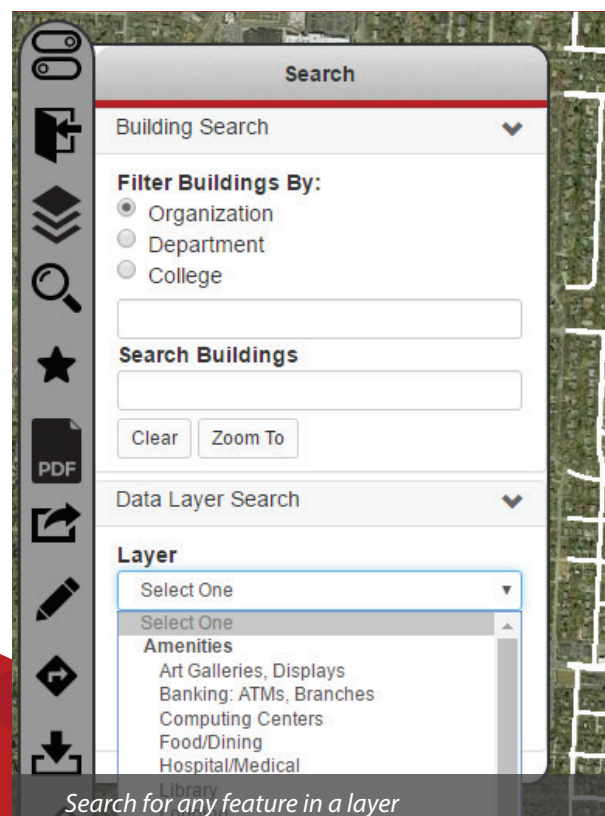 Search
Building Search
Filter Buildings By:
Organization
Department
College
Search Buildings
Clear Zoom To
PDF
Data Layer Search
Layer
Select One
Select One
Amenities
Art Galleries, Displays
Banking: ATMs, Branches
Computing Centers
Food/Dining
Hospital/Medical
Library
Search for any feature in a layer